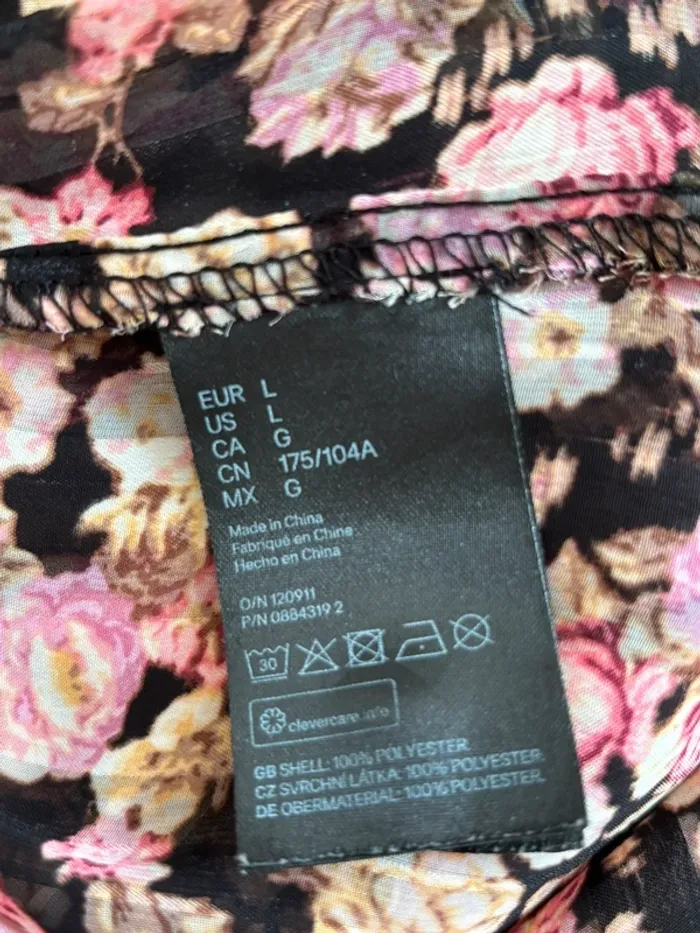 EUR L
US L
CA G
CN 175/104A
MX G
Made in China
Fabriqué en Chine
Hecho en China
O/N 120911
P/N 0884319 2
30
clevercare.info
GB SHELL: 100% POLYESTER
CZ SVRCHNÍ LÁTKA: 100% POLYESTER
DE OBERMATERIAL: 100% POLYESTER